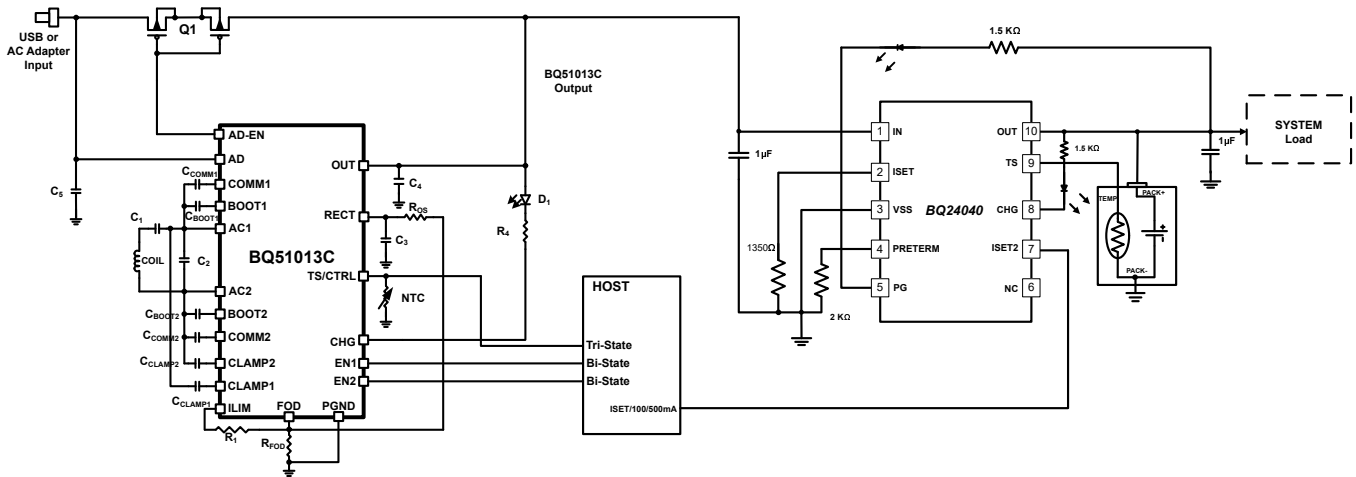 USB or
AC Adapter
Input
Q1
BQ51013C
Output
AD-EN
AD
C5
CCOMM1
COMM1
BOOT1
CBOOT1
C1
AC1
COIL
C2
AC2
CBOOT2
BOOT2
CCOMM2
COMM2
CCLAMP2
CLAMP2
CLAMP1
CCLAMP1
ILIM
R1
FOD
PGND
RFOD
BQ51013C
OUT
C4
RECT
ROS
C3
TS/CTRL
NTC
CHG
EN1
EN2
D1
R4
HOST
Tri-State
Bi-State
Bi-State
ISET/100/500mA
1µF
1350Ω
2 KΩ
1.5 KΩ
1 IN
2 ISET
3 VSS
4 PRETERM
5 PG
BQ24040
OUT 10
TS 9
CHG 8
ISET2 7
NC 6
1.5 KΩ
1µF
TEMP
PACK+
+
PACK-
SYSTEM
Load